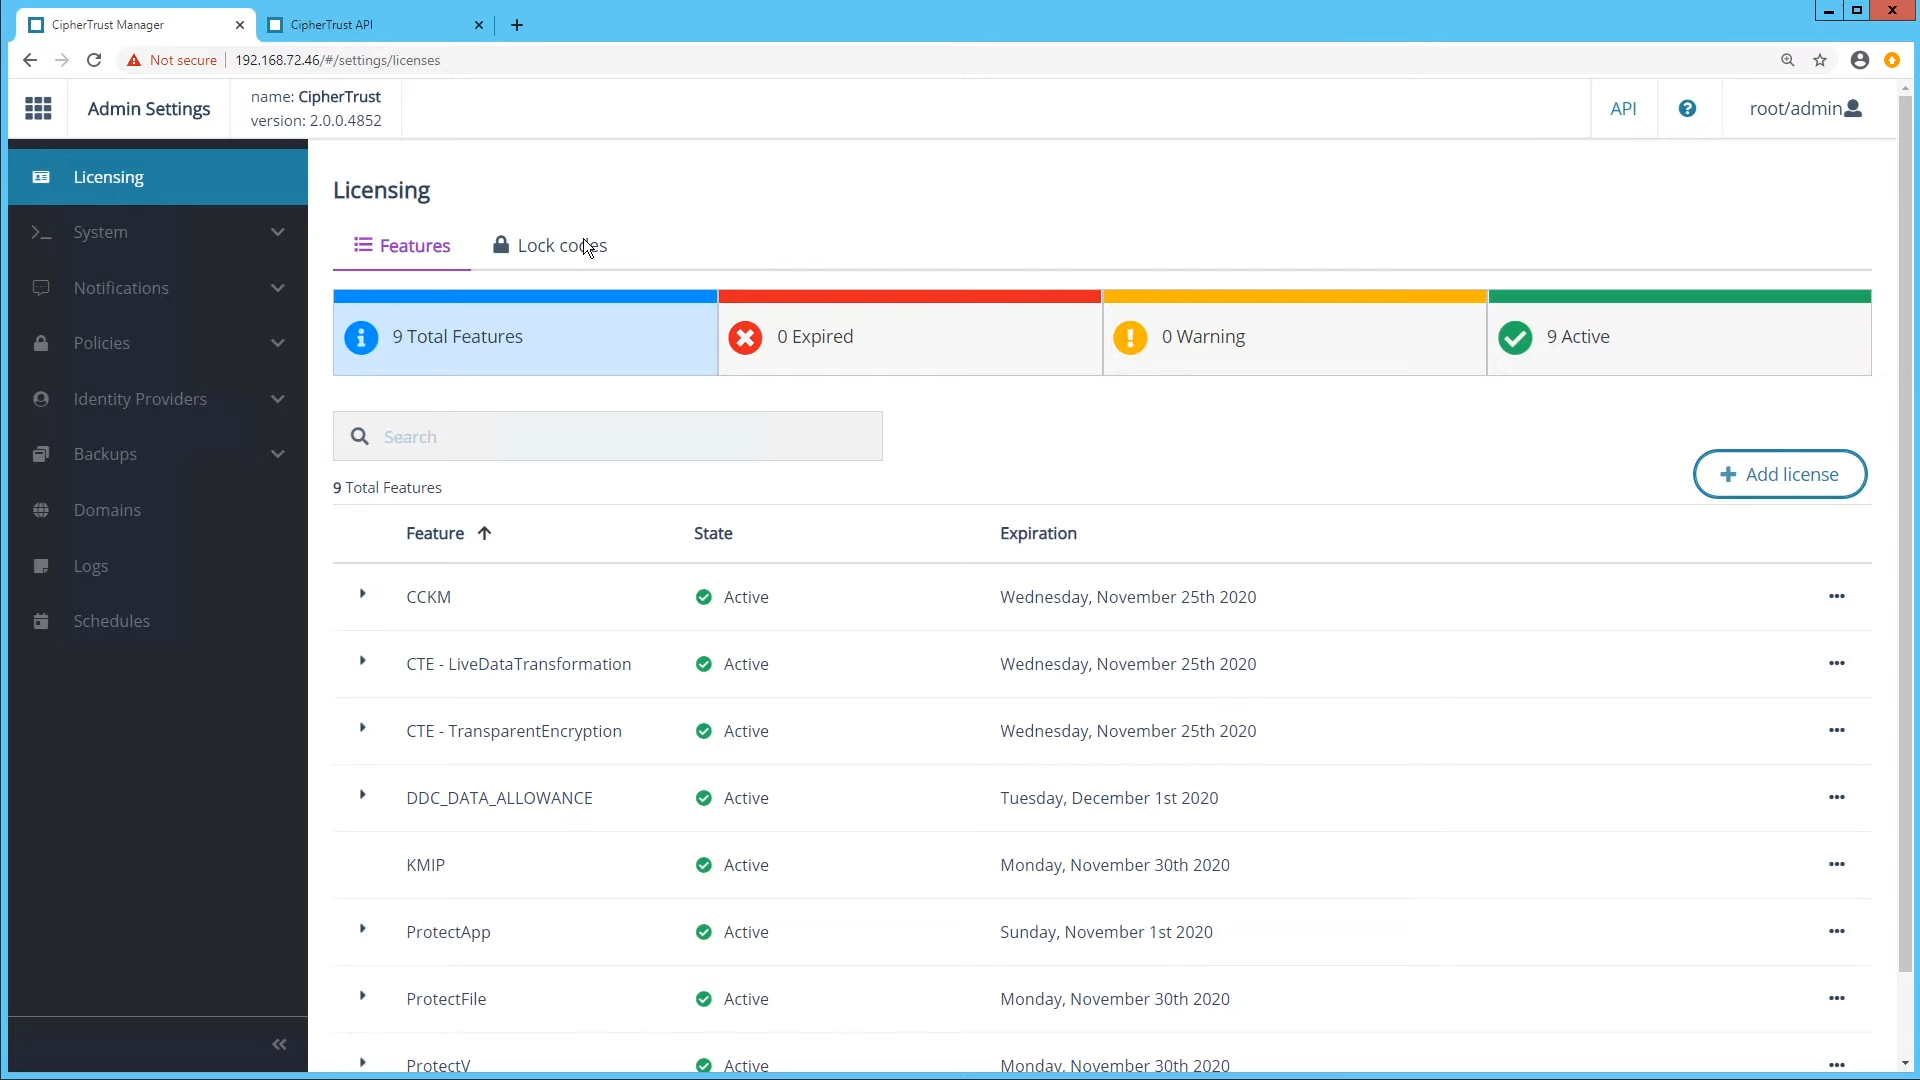 CipherTrust Manager
CipherTrust API
Not secure
192.168.72.46/#/settings/licenses
Admin Settings
name: CipherTrust
version: 2.0.0.4852
API
root/admin
Licensing
System
Notifications
Policies
Identity Providers
Backups
Domains
Logs
Schedules
Licensing
Features
Lock codes
9 Total Features
0 Expired
0 Warning
9 Active
Search
9 Total Features
+ Add license
Feature State Expiration
CCKM Active Wednesday, November 25th 2020
CTE - LiveDataTransformation Active Wednesday, November 25th 2020
CTE - TransparentEncryption Active Wednesday, November 25th 2020
DDC_DATA_ALLOWANCE Active Tuesday, December 1st 2020
KMIP Active Monday, November 30th 2020
ProtectApp Active Sunday, November 1st 2020
ProtectFile Active Monday, November 30th 2020
ProtectV Active Monday, November 30th 2020